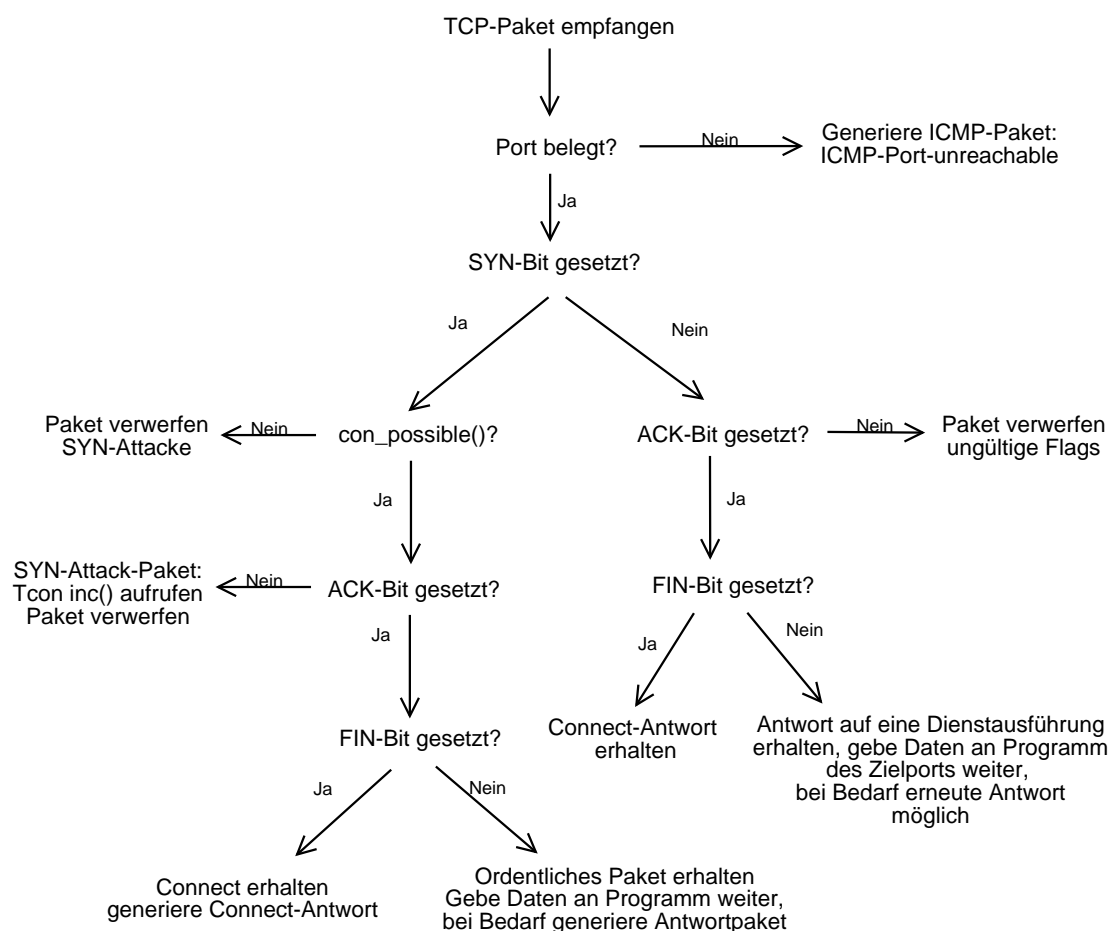 TCP-Paket empfangen
Port belegt?
Nein
Generiere ICMP-Paket:
ICMP-Port-unreachable
Ja
SYN-Bit gesetzt?
Ja
Nein
Paket verwerfen
SYN-Attacke
Nein
con_possible()?
ACK-Bit gesetzt?
Nein
Paket verwerfen
ungültige Flags
Ja
Ja
SYN-Attack-Paket:
Tcon inc() aufrufen
Paket verwerfen
Nein
ACK-Bit gesetzt?
FIN-Bit gesetzt?
Ja
Ja
Nein
FIN-Bit gesetzt?
Connect-Antwort
erhalten
Antwort auf eine Dienstausführung
erhalten, gebe Daten an Programm
des Zielports weiter,
bei Bedarf erneute Antwort
möglich
Ja
Nein
Connect erhalten
generiere Connect-Antwort
Ordentliches Paket erhalten
Gebe Daten an Programm weiter,
bei Bedarf generiere Antwortpaket